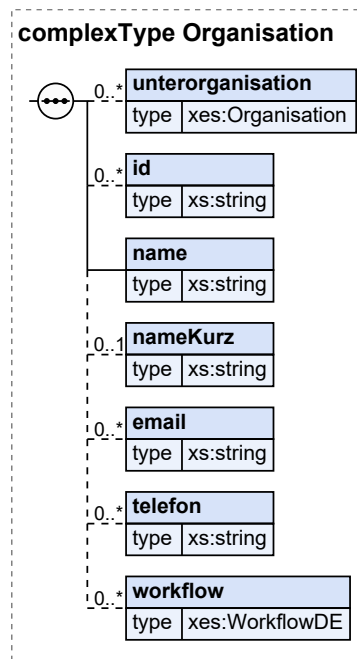 complexType Organisation
0..* unterorganisation
type xes:Organisation
0..* id
type xs:string
name
type xs:string
0..1 nameKurz
type xs:string
0..* email
type xs:string
0..* telefon
type xs:string
0..* workflow
type xes:WorkflowDE